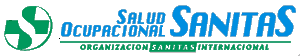 SALUD
OCUPACIONAL SANITAS
ORGANIZACION SANITAS INTERNACIONAL